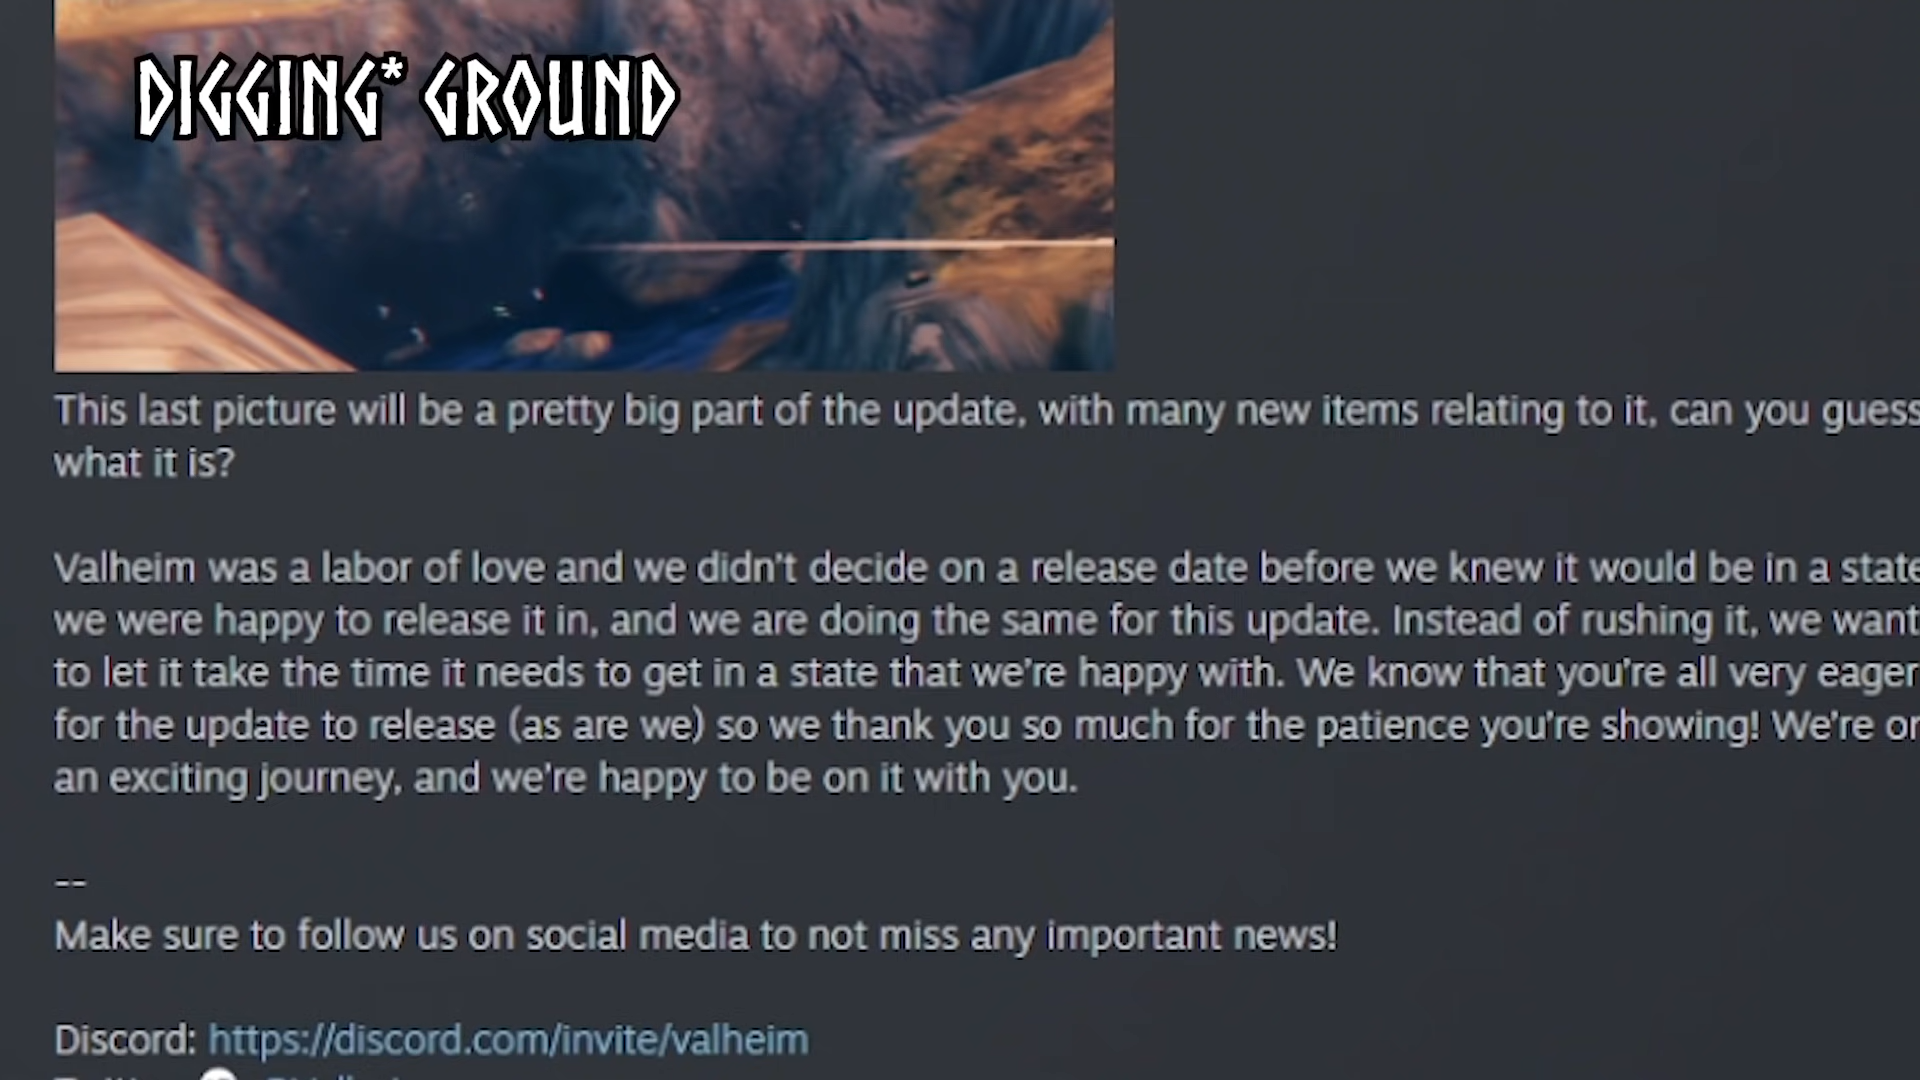 DIGGING* GROUND
This last picture will be a pretty big part of the update, with many new items relating to it, can you guess
what it is?
Valheim was a labor of love and we didn't decide on a release date before we knew it would be in a state
we were happy to release it in, and we are doing the same for this update. Instead of rushing it, we want
to let it take the time it needs to get in a state that we're happy with. We know that you're all very eager
for the update to release (as are we) so we thank you so much for the patience you're showing! We're
an exciting journey, and we're happy to be on it with you.
--
Make sure to follow us on social media to not miss any important news!
Discord: https://discord.com/invite/valheim